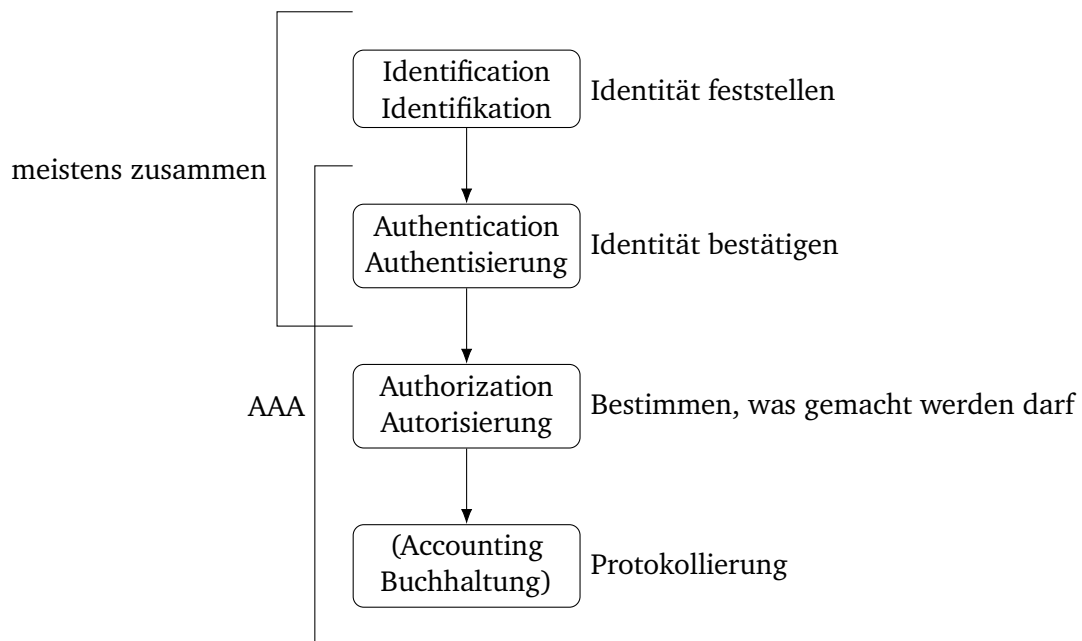 Identification
Identifikation
Identität feststellen
meistens zusammen
Authentication
Authentisierung
Identität bestätigen
AAA
Authorization
Autorisierung
Bestimmen, was gemacht werden darf
(Accounting
Buchhaltung)
Protokollierung